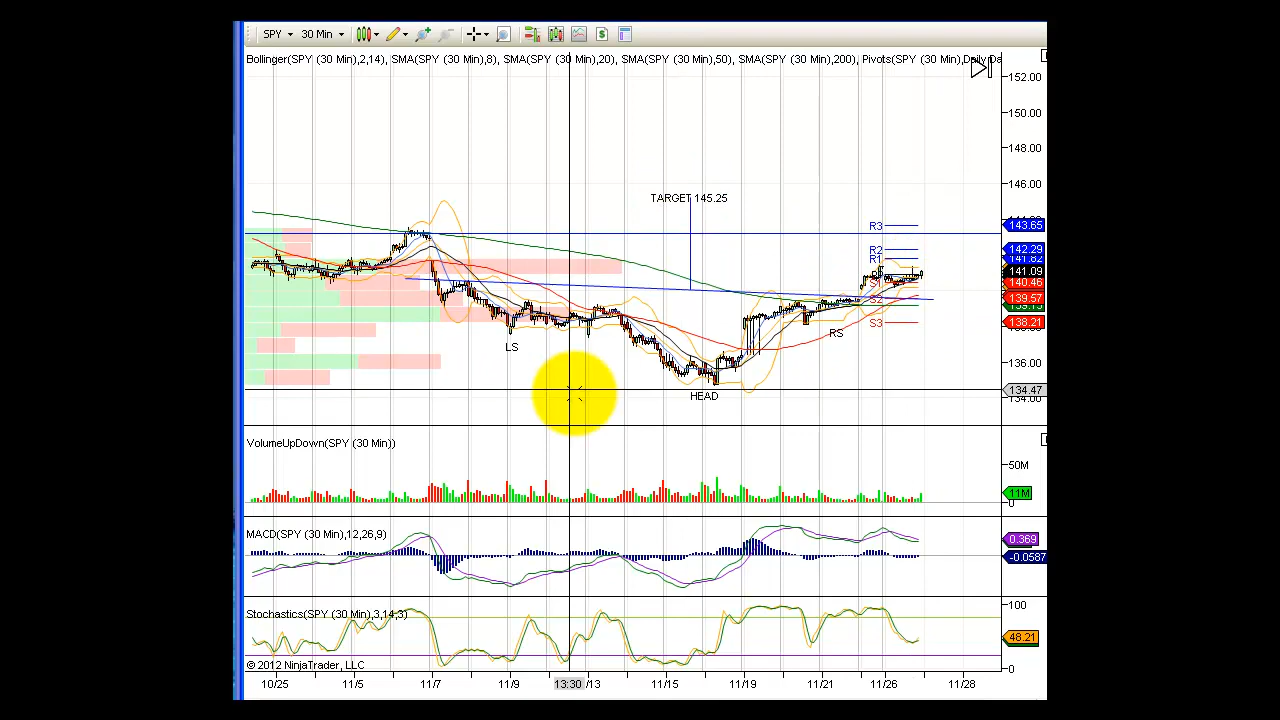 SPY 30 Min
Bollinger(SPY (30 Min),2,14), SMA(SPY (30 Min),8), SMA(SPY (30 Min),20), SMA(SPY (30 Min),50), SMA(SPY (30 Min),200), Pivots(SPY (30 Min),Daily,Da
152.00
150.00
148.00
146.00
TARGET 145.25
R3
143.65
R2
142.29
R1
141.82
141.09
S1
140.46
S2
139.57
S3
138.21
RS
LS
136.00
HEAD
134.47
134.00
VolumeUpDown(SPY (30 Min))
50M
11M
0
MACD(SPY (30 Min),12,26,9)
0.369
-0.0587
Stochastics(SPY (30 Min),3,14,3)
100
48.21
© 2012 NinjaTrader, LLC
0
10/25 11/5 11/7 11/9 13:30 /13 11/15 11/19 11/21 11/26 11/28